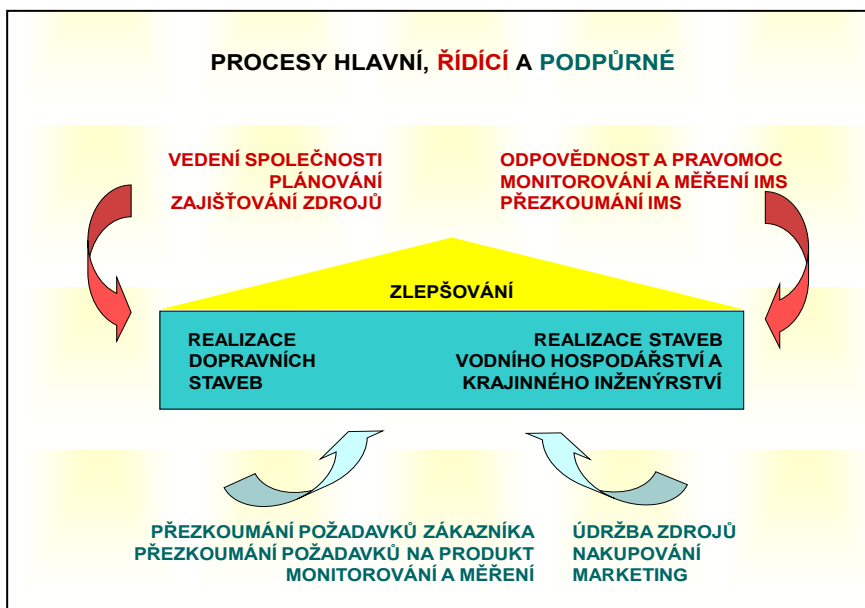 PROCESY HLAVNÍ, ŘÍDÍCÍ A PODPŮRNÉ
VEDENÍ SPOLEČNOSTI
PLÁNOVÁNÍ
ZAJIŠŤOVÁNÍ ZDROJŮ
ODPOVĚDNOST A PRAVOMOC
MONITOROVÁNÍ A MĚŘENÍ IMS
PŘEZKOUMÁNÍ IMS
ZLEPŠOVÁNÍ
REALIZACE
DOPRAVNÍCH
STAVEB
REALIZACE STAVEB
VODNÍHO HOSPODÁŘSTVÍ A
KRAJINNÉHO INŽENÝRSTVÍ
PŘEZKOUMÁNÍ POŽADAVKŮ ZÁKAZNÍKA
PŘEZKOUMÁNÍ POŽADAVKŮ NA PRODUKT
MONITOROVÁNÍ A MĚŘENÍ
ÚDRŽBA ZDROJŮ
NAKUPOVÁNÍ
MARKETING